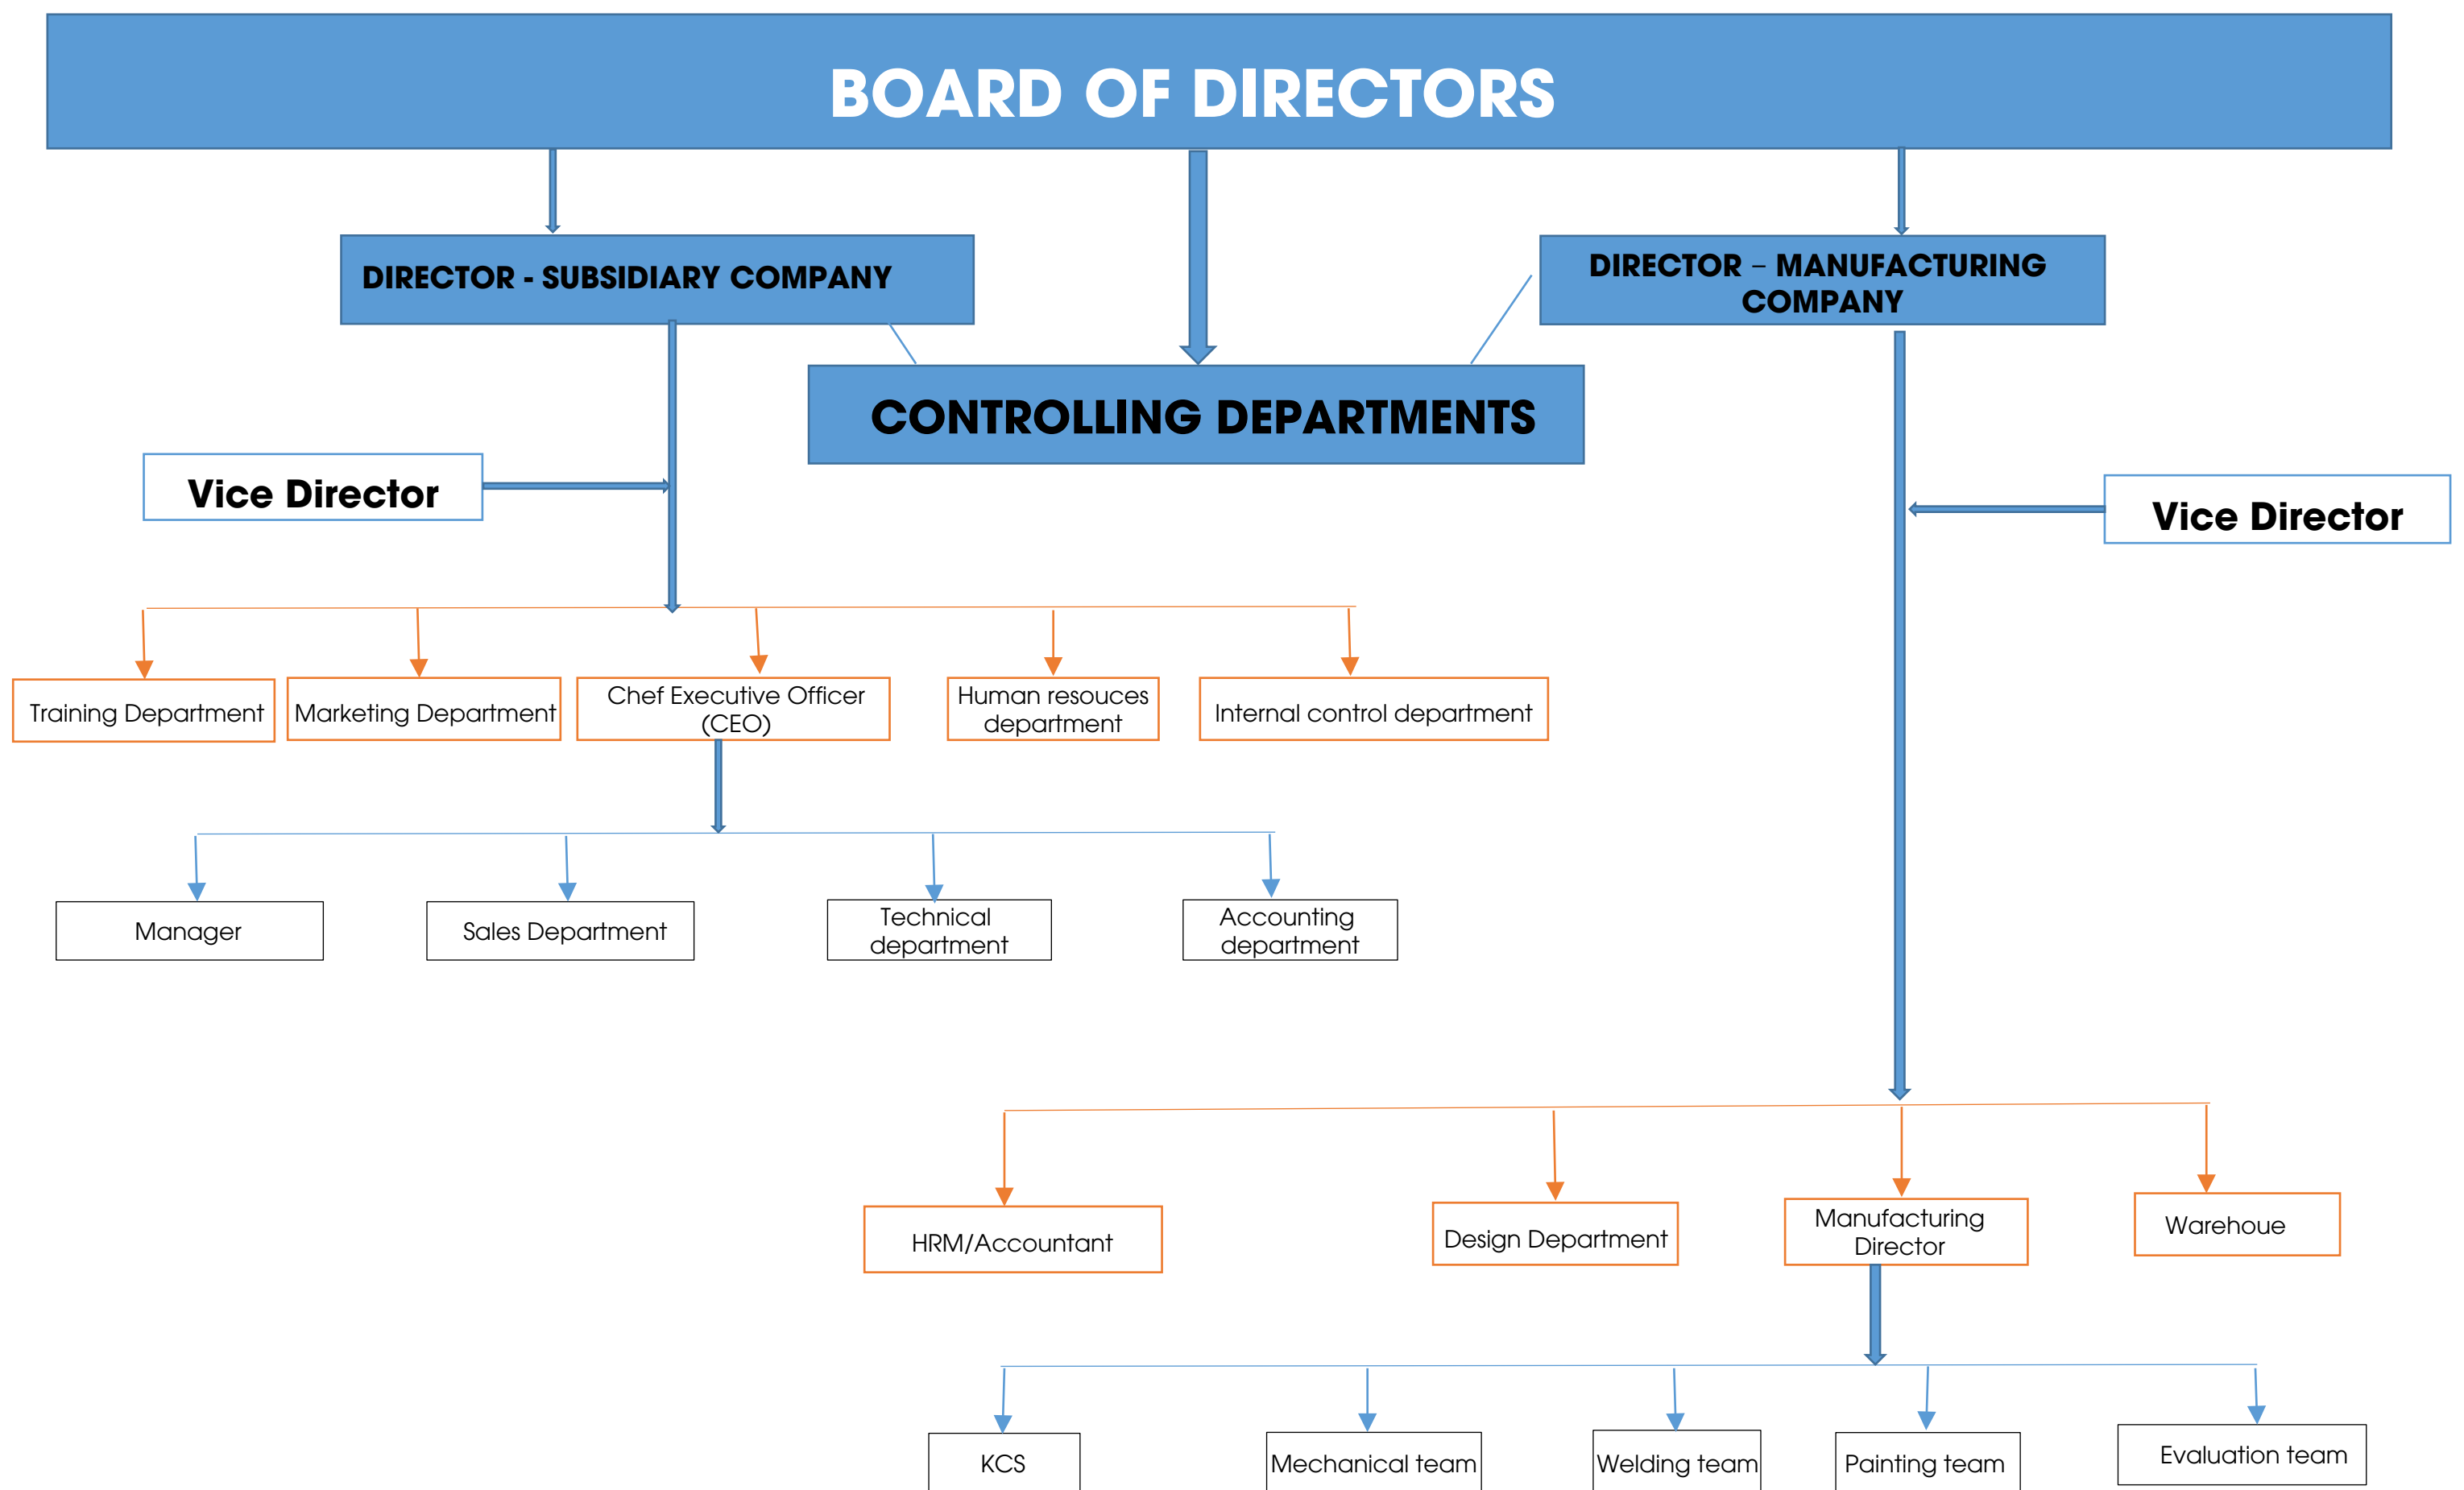 BOARD OF DIRECTORS
DIRECTOR - SUBSIDIARY COMPANY
DIRECTOR – MANUFACTURING
COMPANY
CONTROLLING DEPARTMENTS
Vice Director
Vice Director
Training Department
Marketing Department
Chef Executive Officer
(CEO)
Human resouces
department
Internal control department
Manager
Sales Department
Technical
department
Accounting
department
HRM/Accountant
Design Department
Manufacturing
Director
Warehoue
KCS
Mechanical team
Welding team
Painting team
Evaluation team